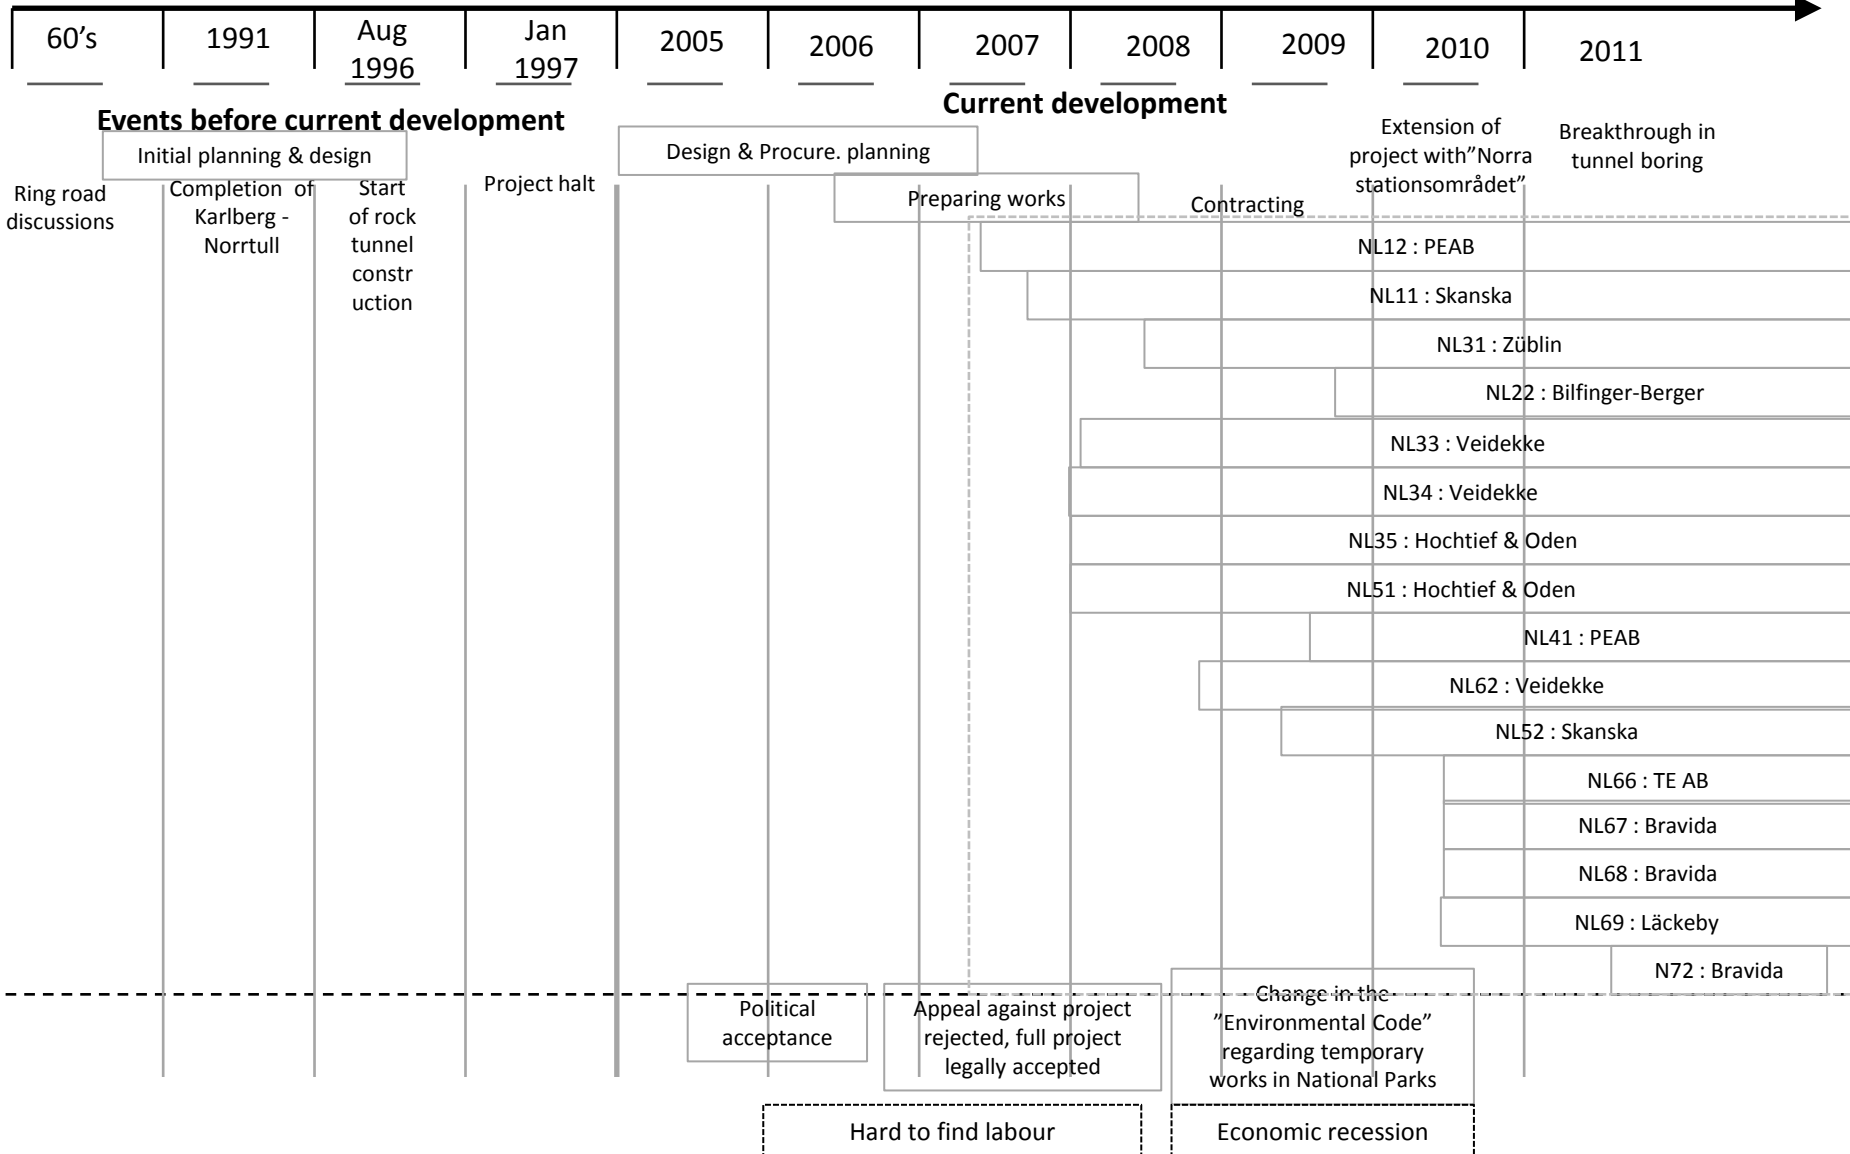 60's
1991
Aug
1996
Jan
1997
2005
2006
2007
2008
2009
2010
2011
Events before current development
Current development
Initial planning & design
Design & Procure. planning
Extension of
project with"Norra
stationsområdet"
Breakthrough in
tunnel boring
Ring road
discussions
Completion of
Karlberg -
Norrtull
Start
of rock
tunnel
constr
uction
Project halt
Preparing works
Contracting
NL12 : PEAB
NL11 : Skanska
NL31 : Züblin
NL22 : Bilfinger-Berger
NL33 : Veidekke
NL34 : Veidekke
NL35 : Hochtief & Oden
NL51 : Hochtief & Oden
NL41 : PEAB
NL62 : Veidekke
NL52 : Skanska
NL66 : TE AB
NL67 : Bravida
NL68 : Bravida
NL69 : Läckeby
N72 : Bravida
Political
acceptance
Appeal against project
rejected, full project
legally accepted
Change in the
"Environmental Code"
regarding temporary
works in National Parks
Hard to find labour
Economic recession